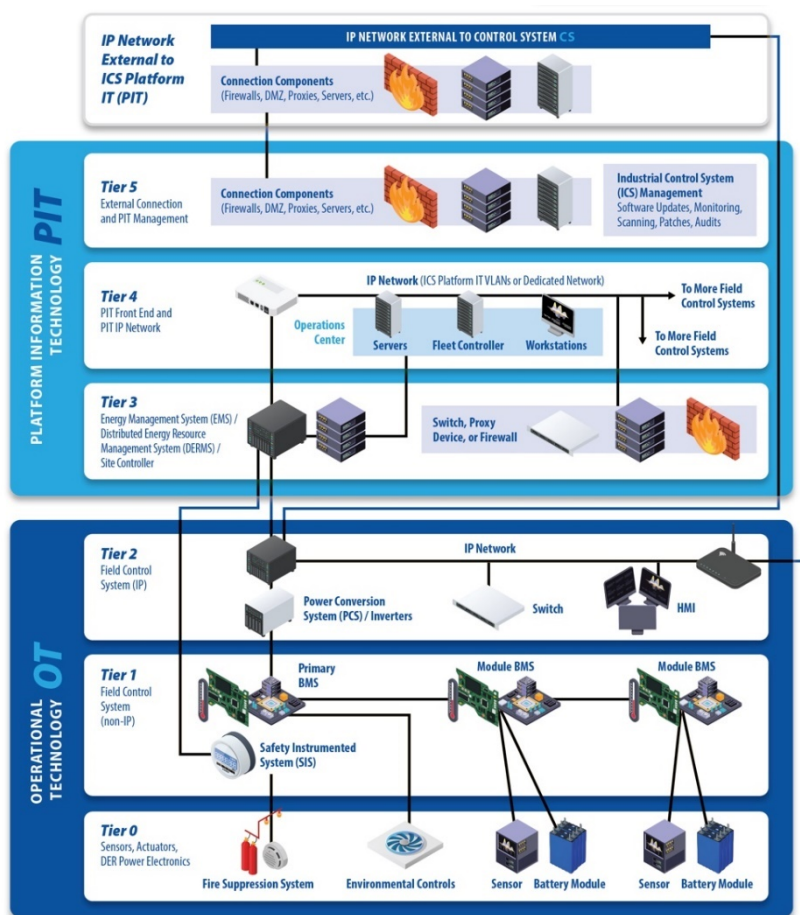 IP Network
External to
ICS Platform
IT (PIT)
IP NETWORK EXTERNAL TO CONTROL SYSTEM CS
Connection Components
(Firewalls, DMZ, Proxies, Servers, etc.)
PLATFORM INFORMATION
TECHNOLOGY PIT
Tier 5
External Connection
and PIT Management
Connection Components
(Firewalls, DMZ, Proxies, Servers, etc.)
Industrial Control System
(ICS) Management
Software Updates, Monitoring,
Scanning, Patches, Audits
Tier 4
PIT Front End and
PIT IP Network
IP Network (ICS Platform IT VLANs or Dedicated Network)
To More Field
Control Systems
To More Field
Control Systems
Operations
Center
Servers
Fleet Controller
Workstations
Tier 3
Energy Management System (EMS) /
Distributed Energy Resource
Management System (DERMS) /
Site Controller
Switch, Proxy
Device, or Firewall
OPERATIONAL
TECHNOLOGY OT
Tier 2
Field Control
System (IP)
IP Network
Power Conversion
System (PCS) / Inverters
Switch
HMI
Tier 1
Field Control
System
(non-IP)
Primary
BMS
Module BMS
Module BMS
Safety Instrumented
System (SIS)
Tier 0
Sensors, Actuators,
DER Power Electronics
Fire Suppression System
Environmental Controls
Sensor
Battery Module
Sensor
Battery Module